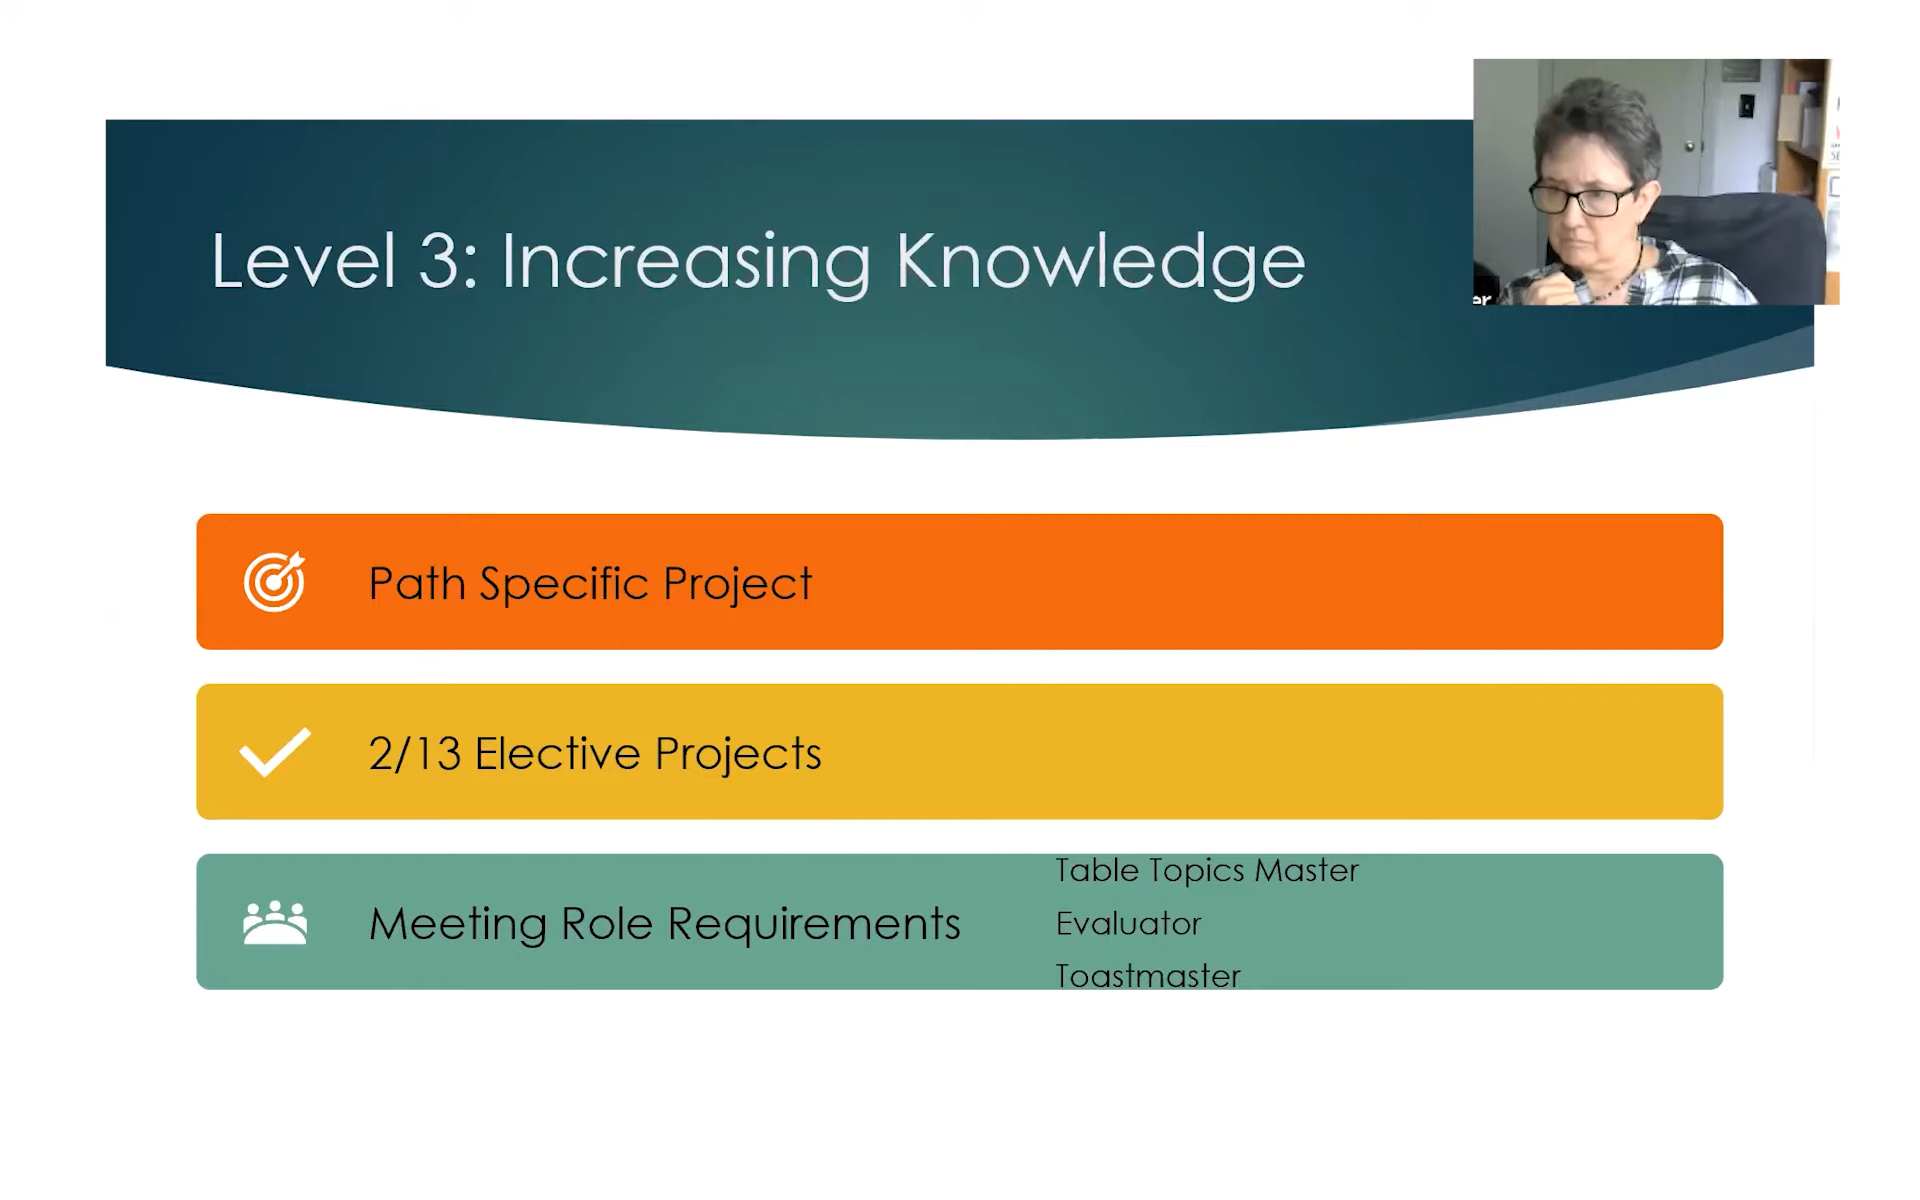 Level 3: Increasing Knowledge
er
Path Specific Project
2/13 Elective Projects
Meeting Role Requirements
Table Topics Master
Evaluator
Toastmaster